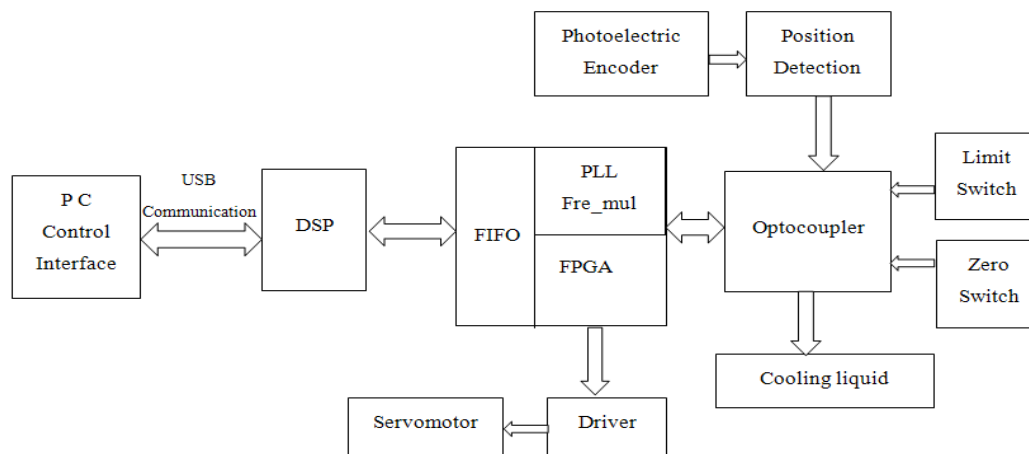 Photoelectric
Encoder
Position
Detection
Limit
Switch
Zero
Switch
P C
Control
Interface
USB
Communication
DSP
FIFO
PLL
Fre_mul
FPGA
Optocoupler
Cooling liquid
Servomotor
Driver